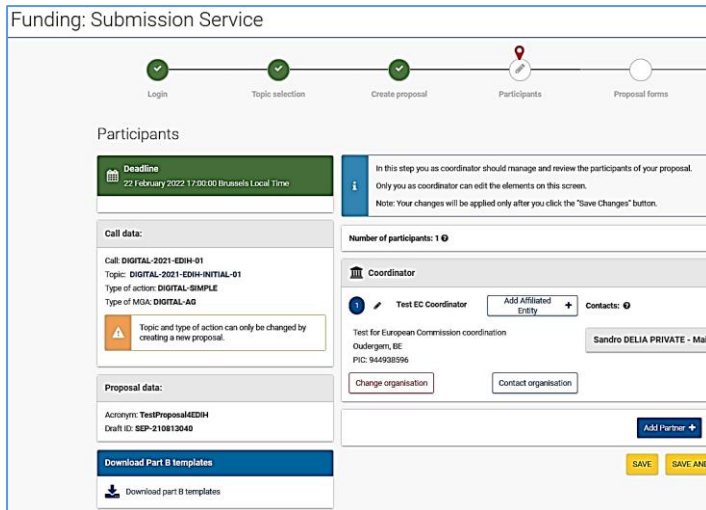 Funding: Submission Service
Login
Topic selection
Create proposal
Participants
Proposal forms
Participants
Deadline
22 February 2022 17:00:00 Brussels Local Time
Call data:
Call: DIGITAL-2021-EDIH-01
Topic: DIGITAL-2021-EDIH-INITIAL-01
Type of action: DIGITAL-SIMPLE
Type of MGA: DIGITAL-AG
Topic and type of action can only be changed by
creating a new proposal.
Proposal data:
Acronym: TestProposal4EDIH
Draft ID: SEP-210813040
Download Part B templates
Download part B templates
In this step you as coordinator should manage and review the participants of your proposal.
Only you as coordinator can edit the elements on this screen.
Note: Your changes will be applied only after you click the "Save Changes" button.
Number of participants: 1
Coordinator
1 Test EC Coordinator
Add Affiliated
Entity +
Contacts:
Test for European Commission coordination
Oudergem, BE
PIC: 944938596
Sandro DELIA PRIVATE - Mai
Change organisation
Contact organisation
Add Partner +
SAVE
SAVE ANE